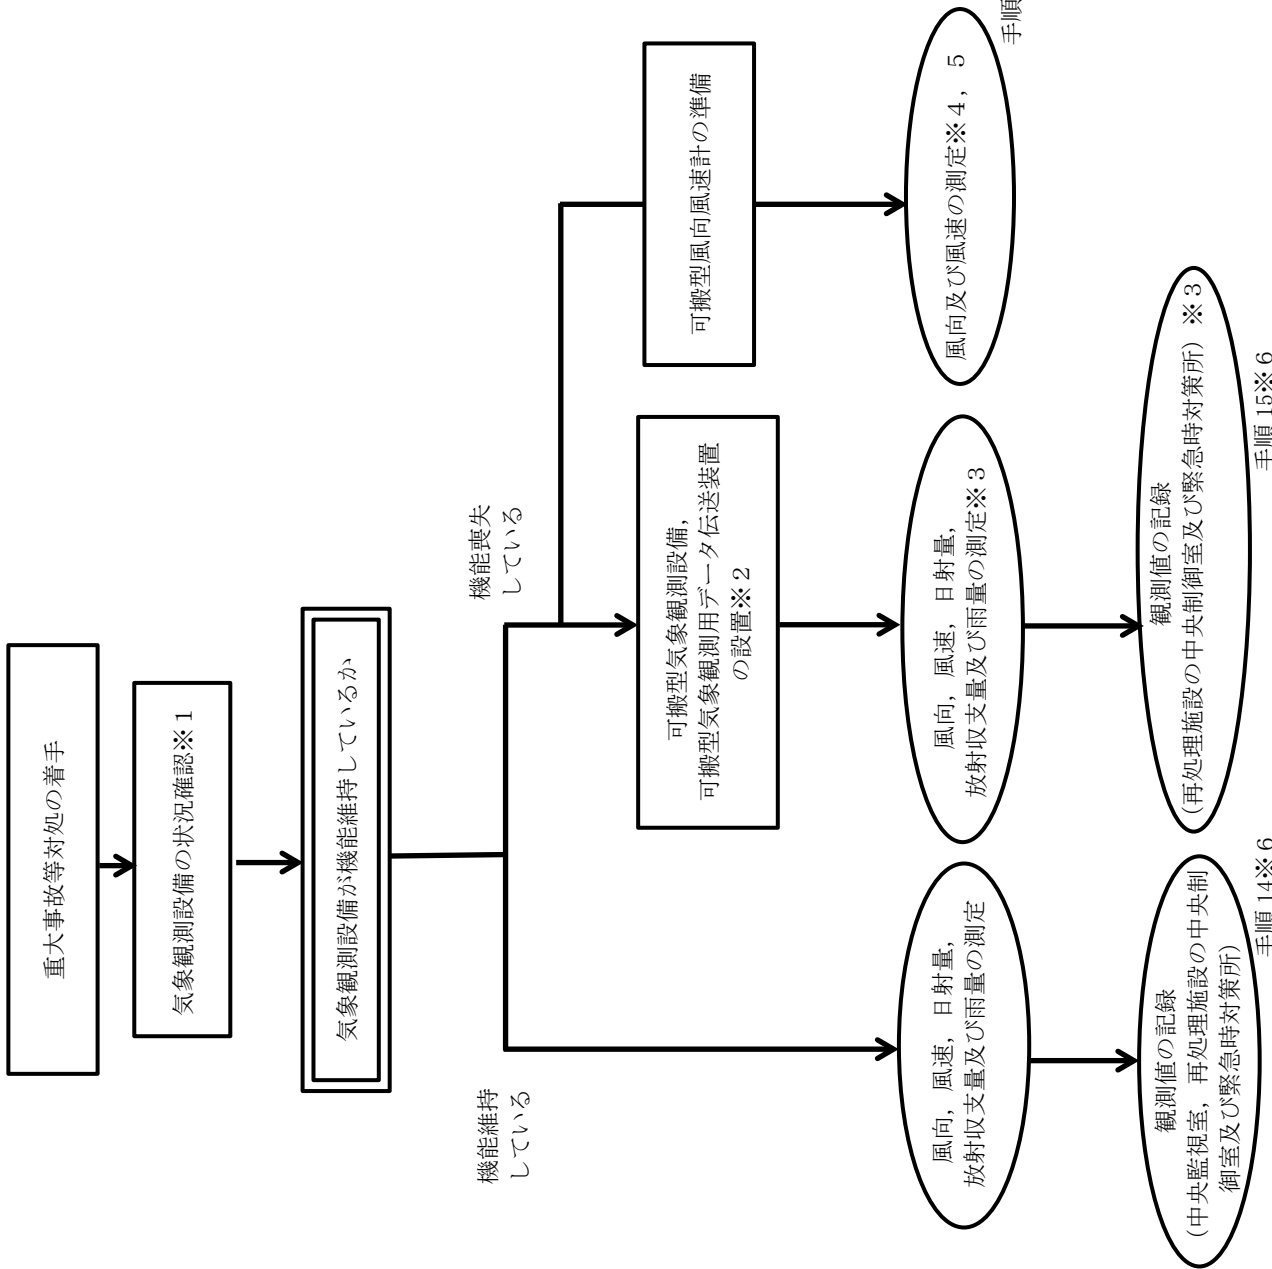 重大事故等対処の着手
気象観測設備の状況確認※１
気象観測設備が機能維持しているか
機能維持
している
機能喪失
している
風向，風速，日射量，
放射収支量及び雨量の測定
観測値の記録
(中央監視室，再処理施設の中央制
御室及び緊急時対策所)
手順 14※６
可搬型気象観測設備，
可搬型気象観測用データ伝送装置
の設置※２
風向，風速，日射量，
放射収支量及び雨量の測定※３
観測値の記録
(再処理施設の中央制御室及び緊急時対策所) ※３
手順 15※６
可搬型風向風速計の準備
風向及び風速の測定※４，５
手順